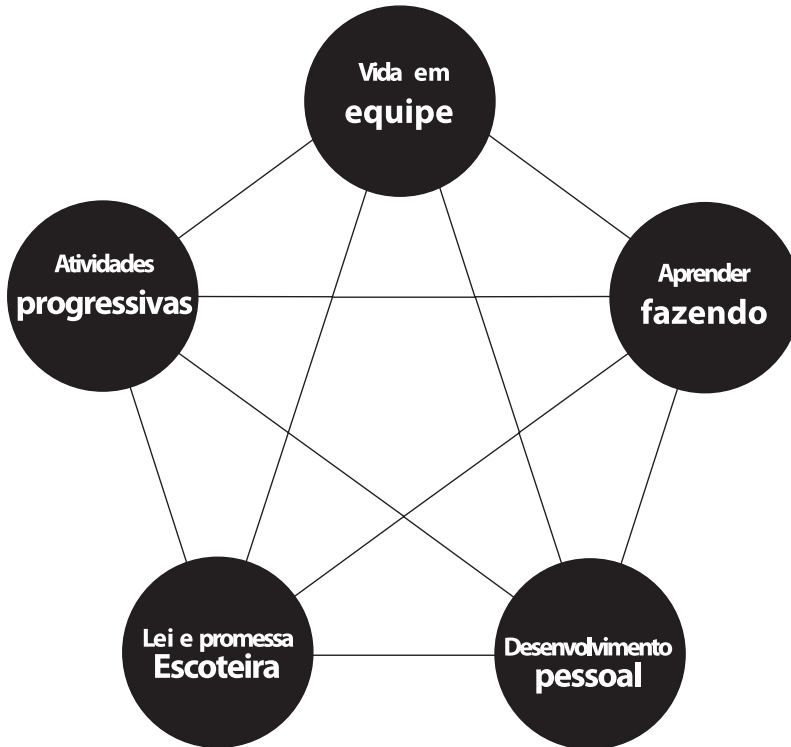 Vida em
equipe
Atividades
progressivas
Aprender
fazendo
Lei e promessa
Escoteira
Desenvolvimento
pessoal